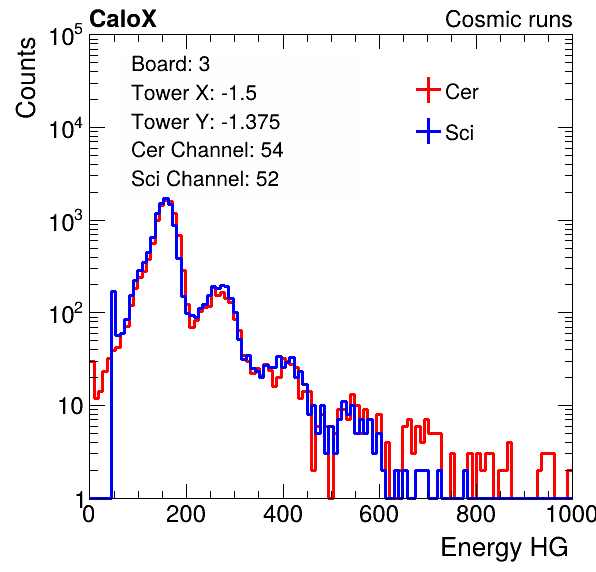 CaloX Cosmic runs
Counts
10^5
10^4
10^3
10^2
10
1
Board: 3
Tower X: -1.5
Tower Y: -1.375
Cer Channel: 54
Sci Channel: 52
Cer
Sci
0 200 400 600 800 1000
Energy HG